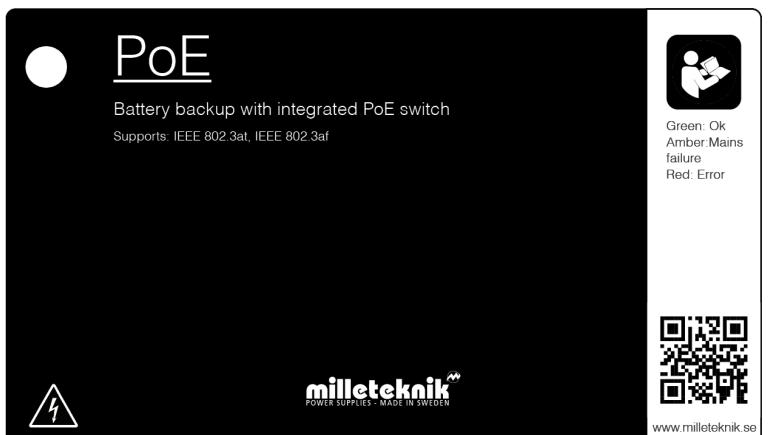 PoE
Battery backup with integrated PoE switch
Supports: IEEE 802.3at, IEEE 802.3af
Green: Ok
Amber:Mains
failure
Red: Error
milleteknik
POWER SUPPLIES - MADE IN SWEDEN
www.milleteknik.se